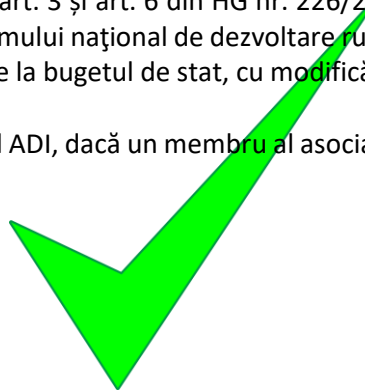 art. 3 și art. 6 din HG nr. 226/2
mului naţional de dezvoltare ru
e la bugetul de stat, cu modifică
l ADI, dacă un membru al asocia